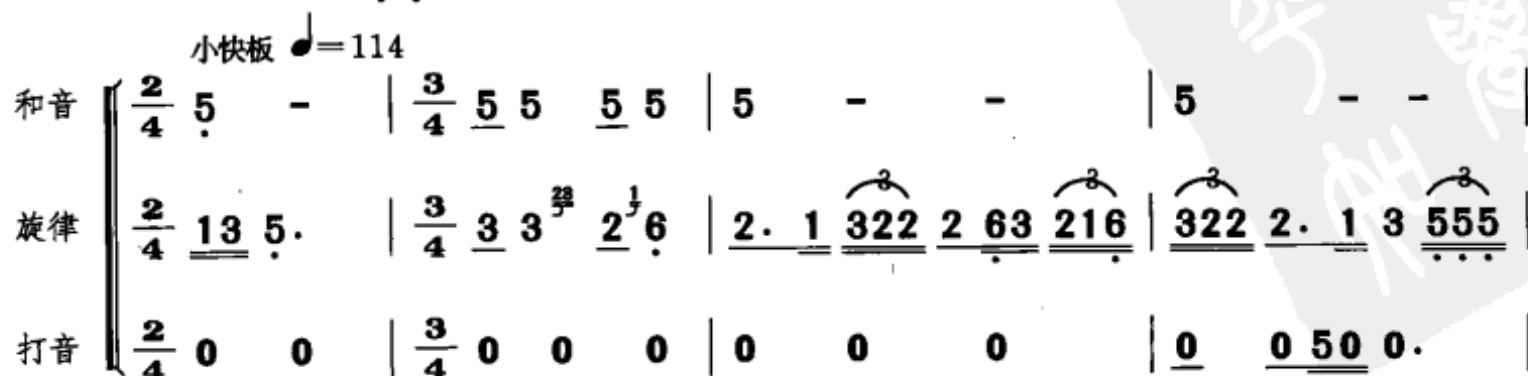 小快板 ♩=114
和音 2/4 5 - | 3/4 5 5 5 5 | 5 - - | 5 - - |
旋律 2/4 13 5. | 3/4 3 3 23 2 1 6 | 2. 1 322 2 63 216 | 322 2. 1 3 555 |
打音 2/4 0 0 | 3/4 0 0 0 | 0 0 0 | 0 0 50 0. |